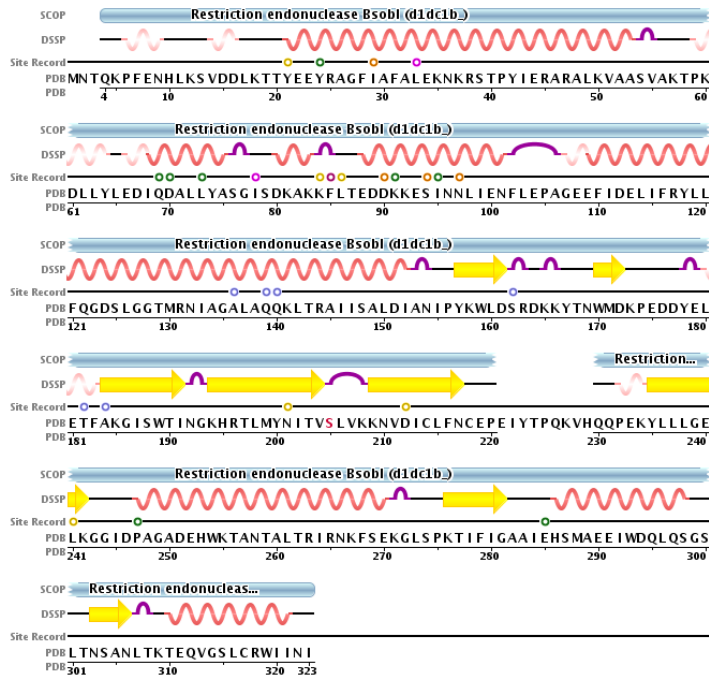 SCOP Restriction endonuclease BsobI (d1dc1b_)
DSSP
Site Record
PDB MNTQKPFENHLKSVDDLKTTYEEYRAGFIAFALEKNKRSTPYIERARALKVAASVAKTPK
PDB 4 10 20 30 40 50 60
SCOP Restriction endonuclease BsobI (d1dc1b_)
DSSP
Site Record
PDB DLLYLEDIQDALLYASGISDKAKKFLTEDDKKESINNLIENFLEPAGEEFIDELIFRYLL
PDB 61 70 80 90 100 110 120
SCOP Restriction endonuclease BsobI (d1dc1b_)
DSSP
Site Record
PDB FQGDSLGGTMRNIAGALAQQKLTRAIISALDIANIPYKWLDSRDKKYTNWMDKPEDDYEL
PDB 121 130 140 150 160 170 180
SCOP Restriction...
DSSP
Site Record
PDB ETFAKGISWTINGKHRTLMYNITVSLVKKNVDICLFNCEPEIYTPQKVHQQPEKYLLLGE
PDB 181 190 200 210 220 230 240
SCOP Restriction endonuclease BsobI (d1dc1b_)
DSSP
Site Record
PDB LKGGIDPAGADEHWKTANTALTRIRNKFSEKGLSPKTIFIGAAIEHSMAEEIWDQLQSGS
PDB 241 250 260 270 280 290 300
SCOP Restriction endonucleas...
DSSP
Site Record
PDB LTNSANLTKTEQVGSLCRWIINI
PDB 301 310 320 323